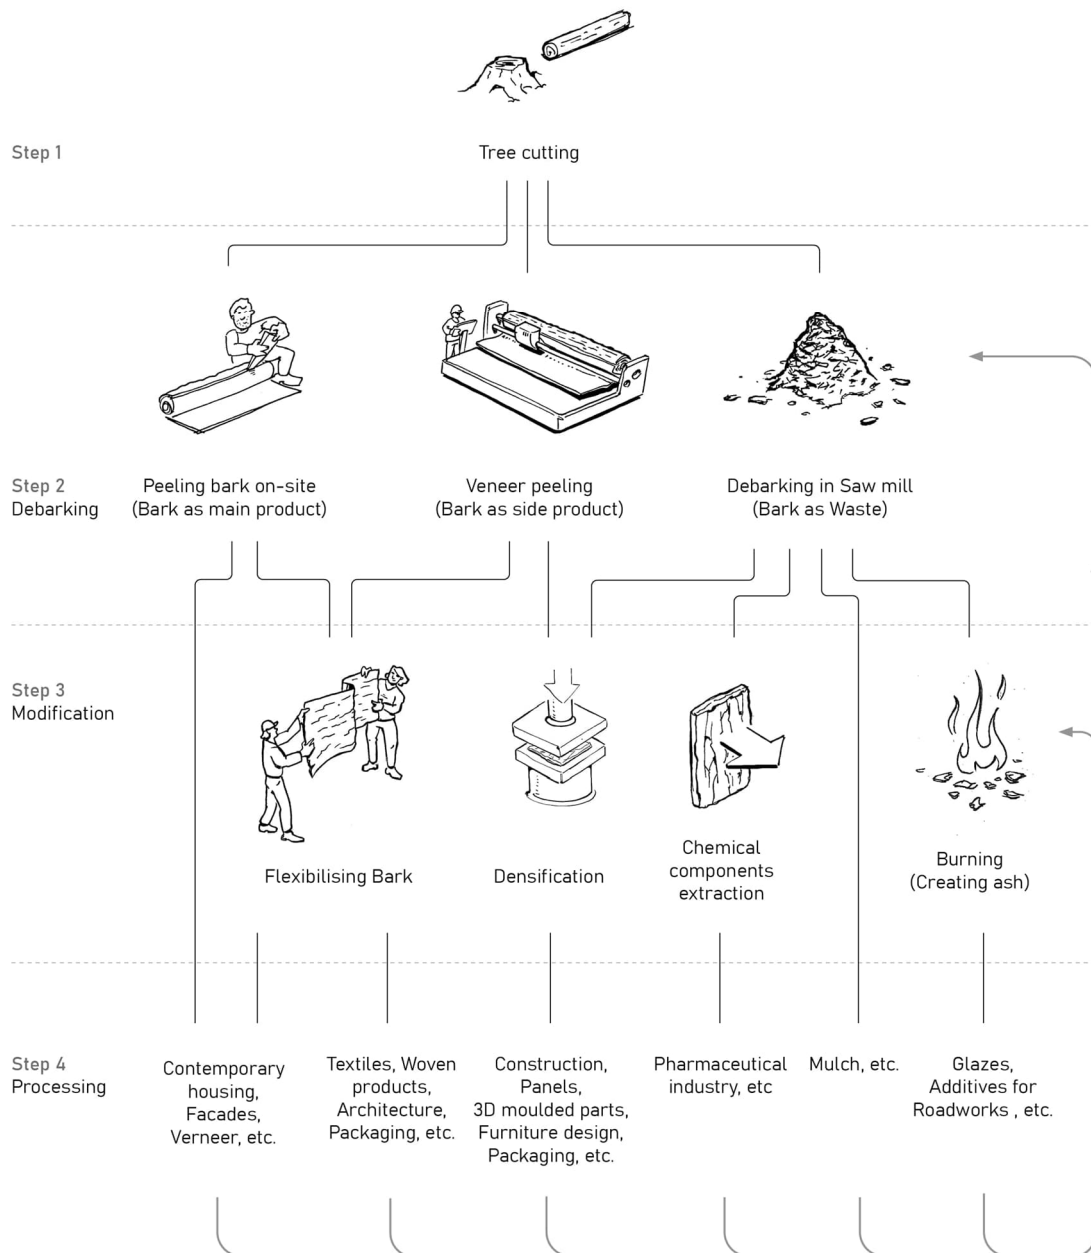 Step 1
Tree cutting
Step 2
Debarking
Peeling bark on-site
(Bark as main product)
Veneer peeling
(Bark as side product)
Debarking in Saw mill
(Bark as Waste)
Step 3
Modification
Flexibilising Bark
Densification
Chemical
components
extraction
Burning
(Creating ash)
Step 4
Processing
Contemporary
housing,
Facades,
Verneer, etc.
Textiles, Woven
products,
Architecture,
Packaging, etc.
Construction,
Panels,
3D moulded parts,
Furniture design,
Packaging, etc.
Pharmaceutical
industry, etc
Mulch, etc.
Glazes,
Additives for
Roadworks , etc.